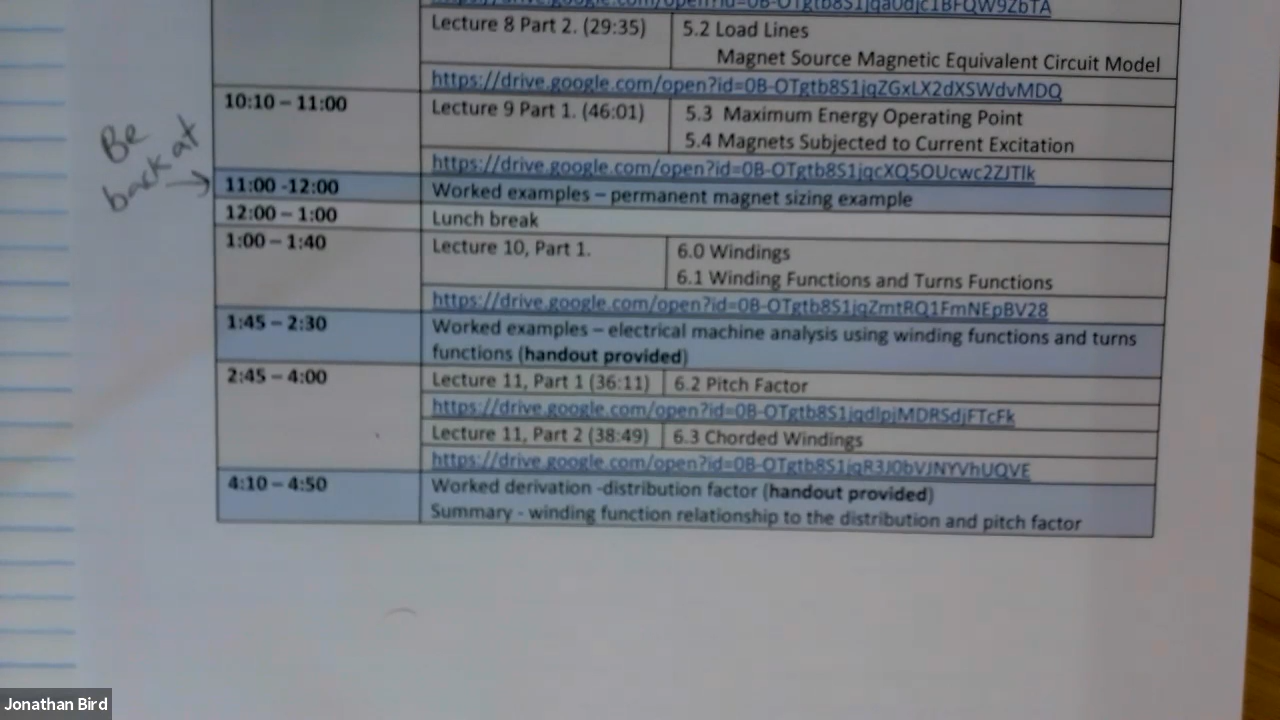 https://drive.google.com/open?id=0B-OTgtb8S1jqa0djc1BFQW9ZbTA
Lecture 8 Part 2. (29:35)
5.2 Load Lines
Magnet Source Magnetic Equivalent Circuit Model
https://drive.google.com/open?id=0B-OTgtb8S1jqZGxLX2dXSWdvMDQ
10:10 – 11:00
Lecture 9 Part 1. (46:01)
5.3 Maximum Energy Operating Point
5.4 Magnets Subjected to Current Excitation
https://drive.google.com/open?id=0B-OTgtb8S1jqcXQ5OUcwc2ZJTlk
Be
back at
11:00 -12:00
Worked examples – permanent magnet sizing example
12:00 – 1:00
Lunch break
1:00 – 1:40
Lecture 10, Part 1.
6.0 Windings
6.1 Winding Functions and Turns Functions
https://drive.google.com/open?id=0B-OTgtb8S1jqZmtRQ1FmNEpBV28
1:45 – 2:30
Worked examples – electrical machine analysis using winding functions and turns
functions (handout provided)
2:45 – 4:00
Lecture 11, Part 1 (36:11)
6.2 Pitch Factor
https://drive.google.com/open?id=0B-OTgtb8S1jqdlpjMDRSdjFTcFk
Lecture 11, Part 2 (38:49)
6.3 Chorded Windings
https://drive.google.com/open?id=0B-OTgtb8S1jqR3J0bVJNYVhUQVE
4:10 – 4:50
Worked derivation -distribution factor (handout provided)
Summary - winding function relationship to the distribution and pitch factor
Jonathan Bird